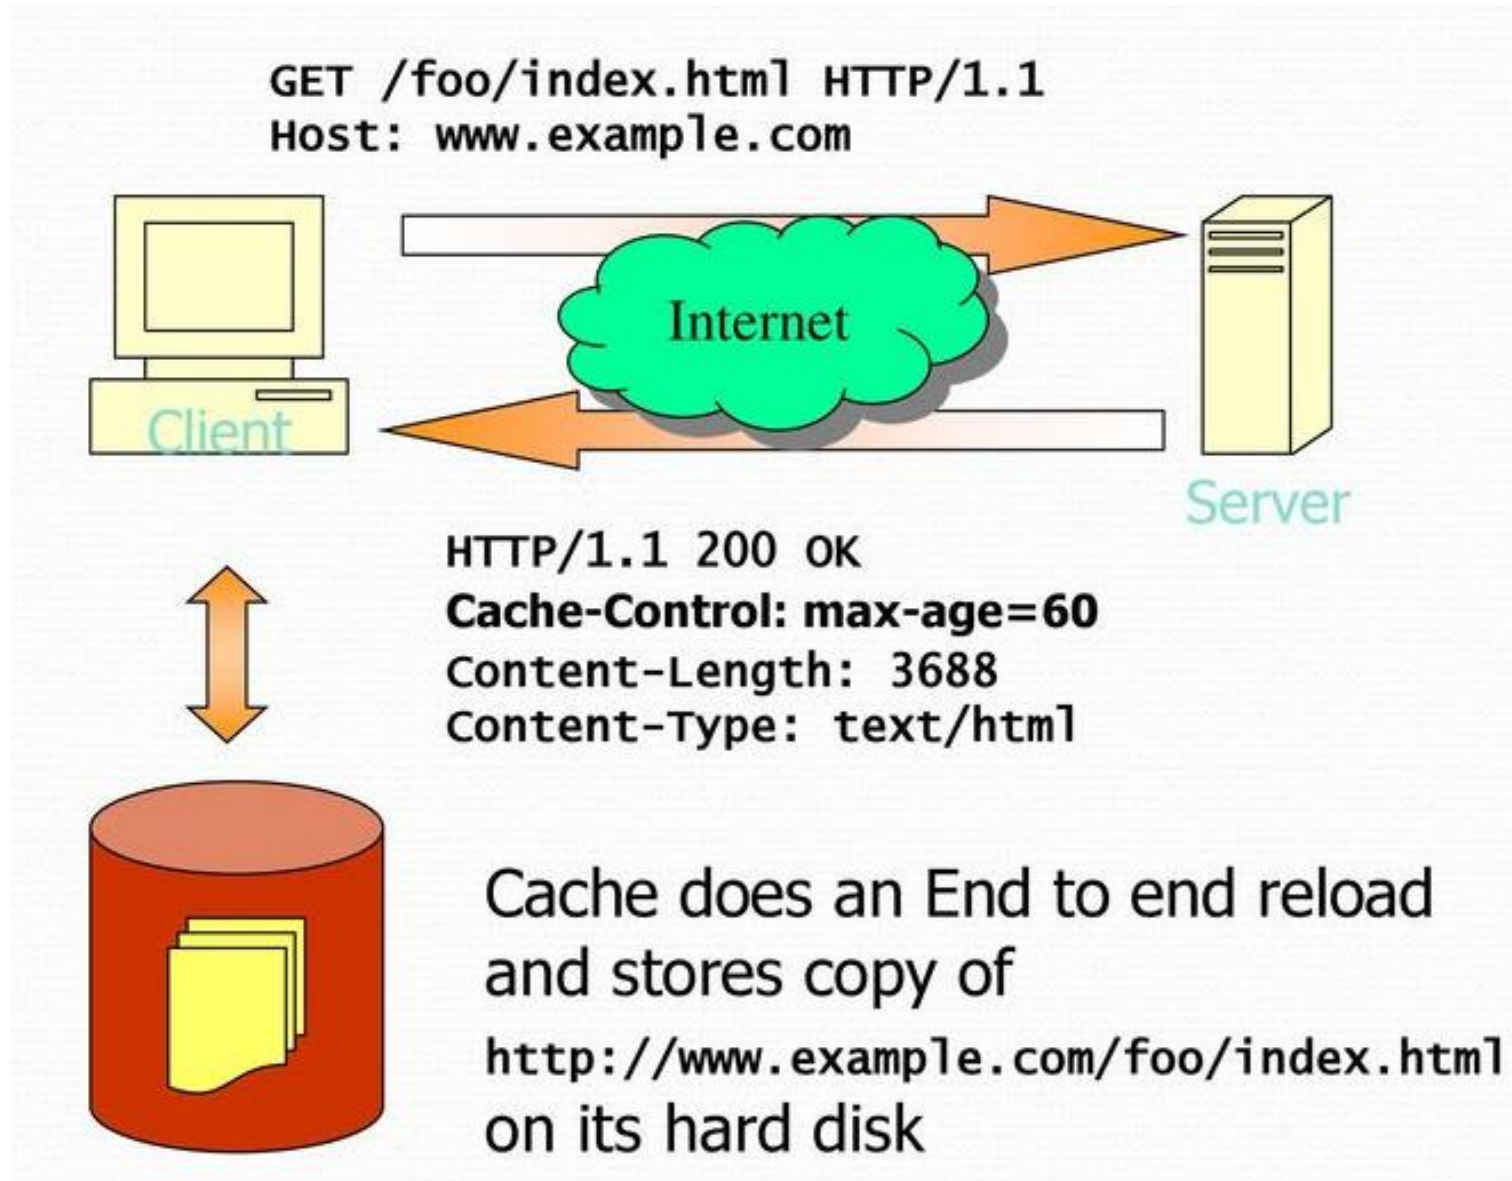 GET /foo/index.html HTTP/1.1
Host: www.example.com
Internet
Client
Server
HTTP/1.1 200 OK
Cache-Control: max-age=60
Content-Length: 3688
Content-Type: text/html
Cache does an End to end reload
and stores copy of
http://www.example.com/foo/index.html
on its hard disk